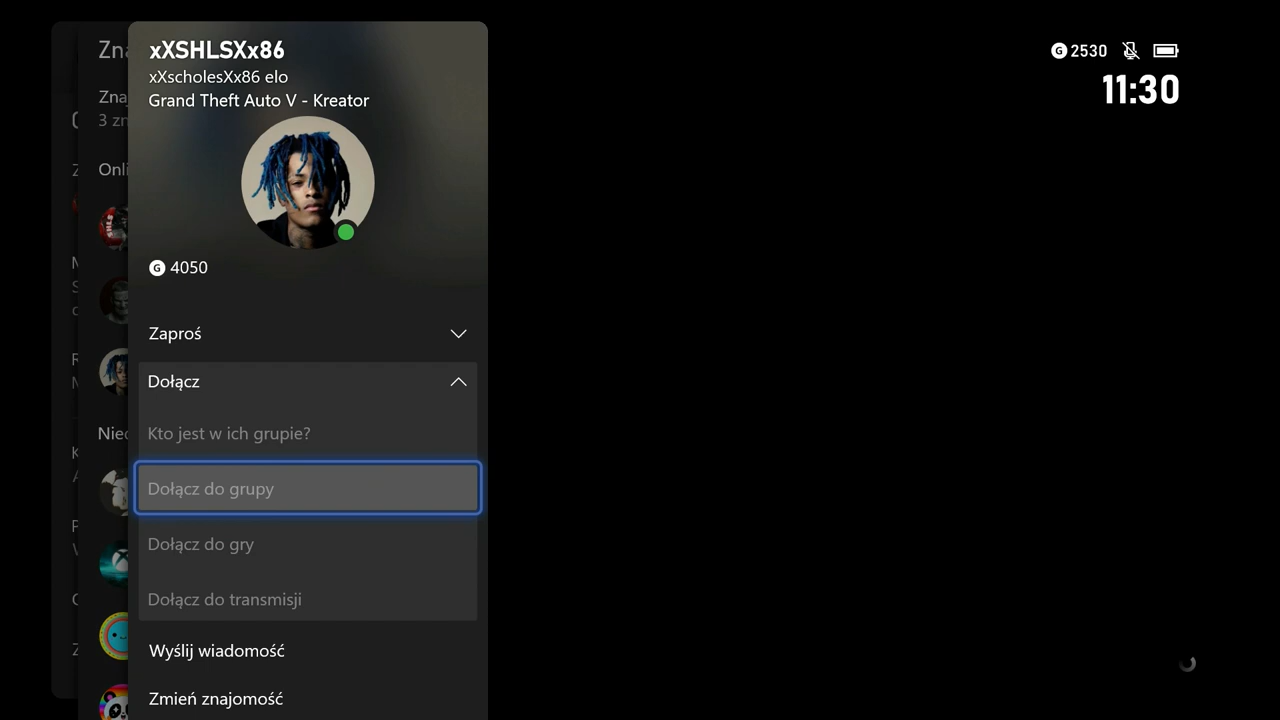 xXSHLSXx86
xXscholesXx86 elo
Grand Theft Auto V - Kreator
G 4050
Zaproś
Dołącz
Kto jest w ich grupie?
Dołącz do grupy
Dołącz do gry
Dołącz do transmisji
Wyślij wiadomość
Zmień znajomość
G 2530
11:30